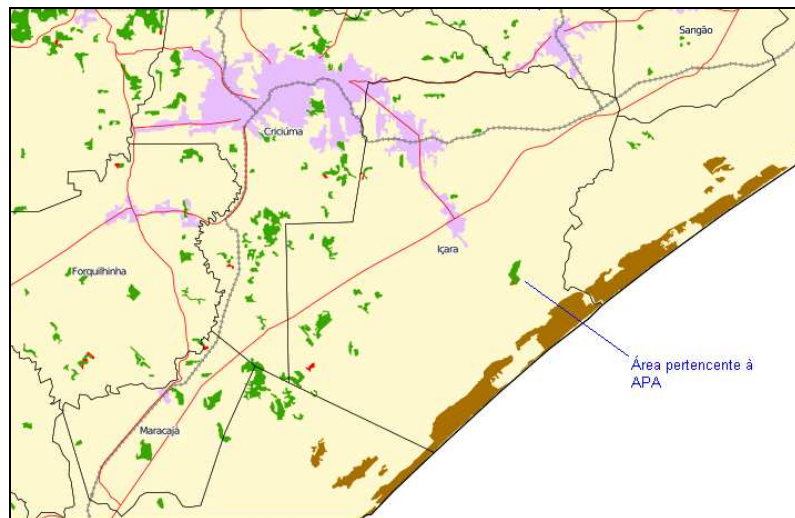 Sangão
Criciúma
Içara
Forquilhinha
Área pertencente à
APA
Maracajá